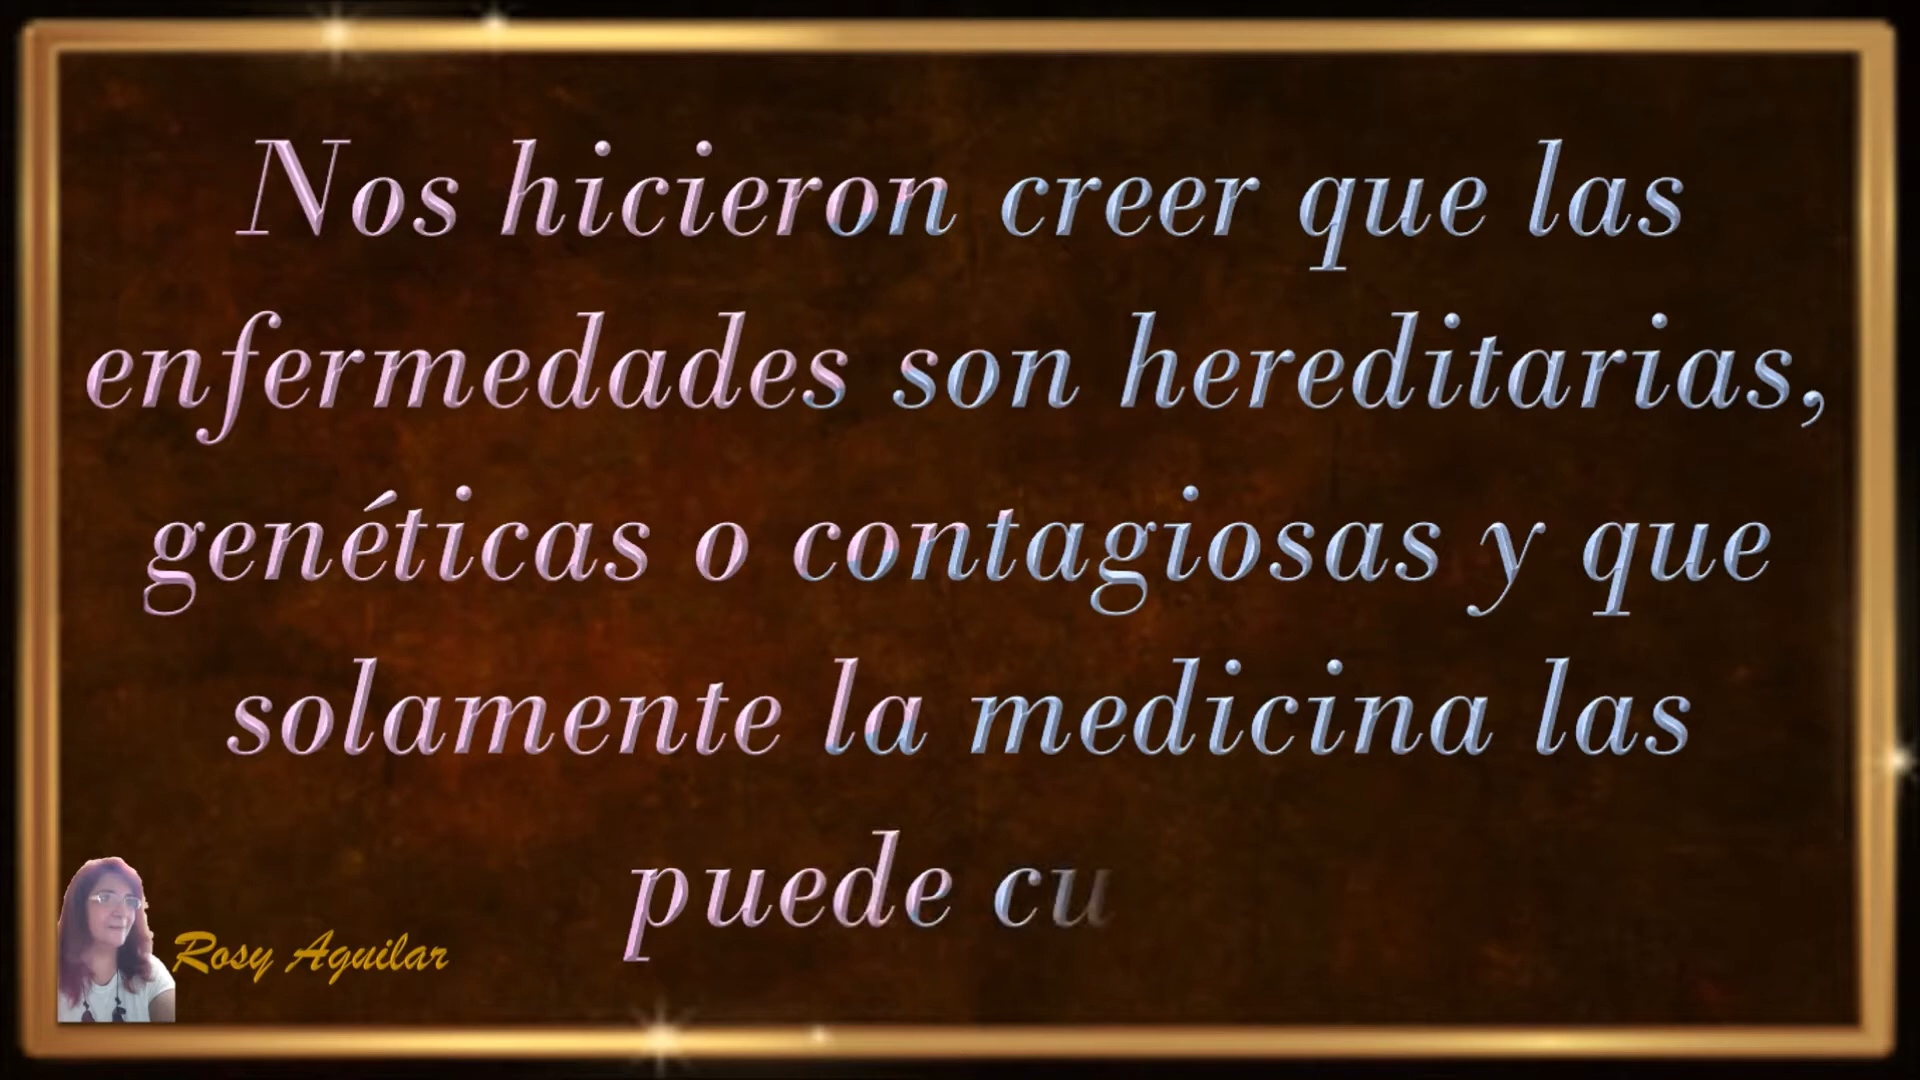 Nos hicieron creer que las
enfermedades son hereditarias,
genéticas o contagiosas y que
solamente la medicina las
puede cu
Rosy Aguilar